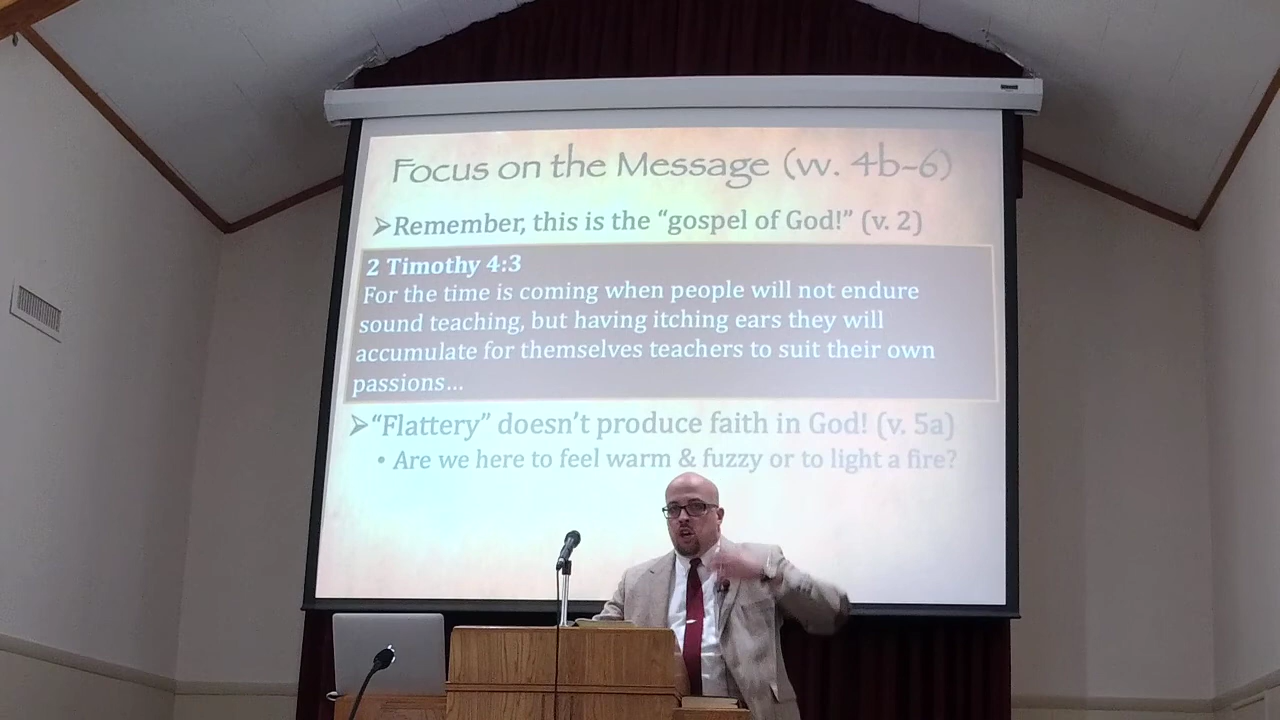 Focus on the Message (vv. 4b-6)
➢Remember, this is the “gospel of God!” (v. 2)
2 Timothy 4:3
For the time is coming when people will not endure
sound teaching, but having itching ears they will
accumulate for themselves teachers to suit their own
passions…
➢“Flattery” doesn’t produce faith in God! (v. 5a)
• Are we here to feel warm & fuzzy or to light a fire?